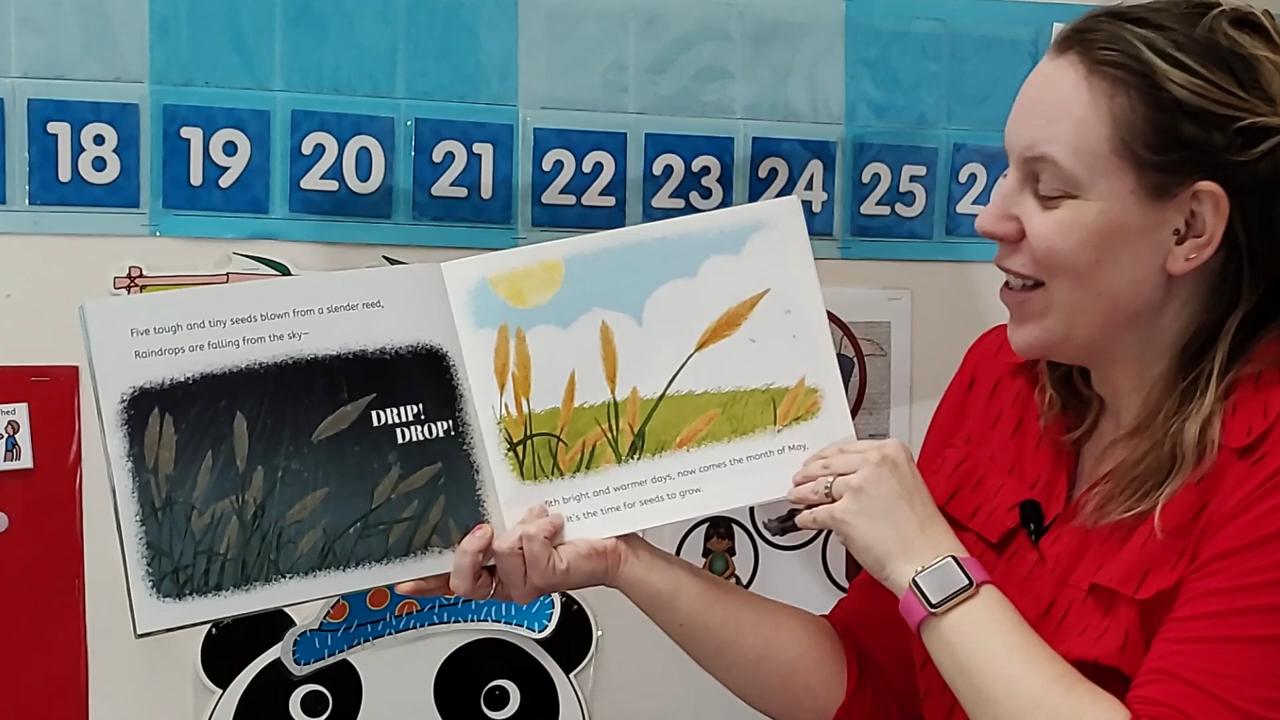 18 19 20 21 22 23 24 25
Five tough and tiny seeds blown from a slender reed,
Raindrops are falling from the sky—
DRIP!
DROP!
bright and warmer days, now comes the month of May,
it's the time for seeds to grow.